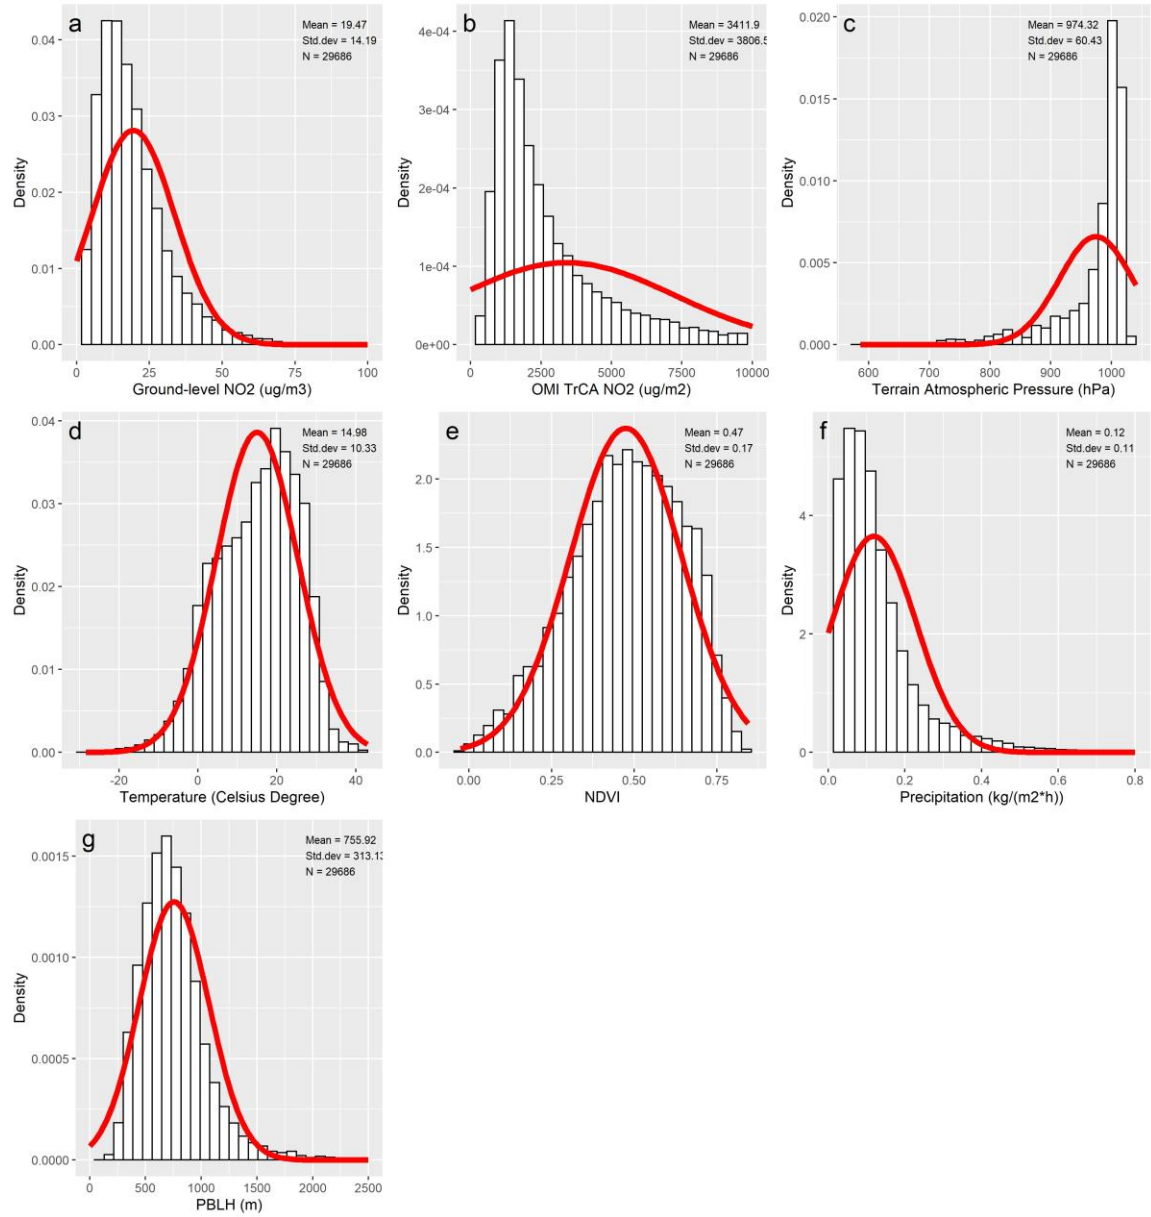 a
Mean = 19.47
Std.dev = 14.19
N = 29686
Density
0.04
0.03
0.02
0.01
0.00
0
25
50
75
100
Ground-level NO2 (ug/m3)
b
Mean = 3411.9
Std.dev = 3806.5
N = 29686
Density
4e-04
3e-04
2e-04
1e-04
0e+00
0
2500
5000
7500
10000
OMI TrCA NO2 (ug/m2)
c
Mean = 974.32
Std.dev = 60.43
N = 29686
Density
0.020
0.015
0.010
0.005
0.000
600
700
800
900
1000
Terrain Atmospheric Pressure (hPa)
d
Mean = 14.98
Std.dev = 10.33
N = 29686
Density
0.04
0.03
0.02
0.01
0.00
-20
0
20
40
Temperature (Celsius Degree)
e
Mean = 0.47
Std.dev = 0.17
N = 29686
Density
2.0
1.5
1.0
0.5
0.0
0.00
0.25
0.50
0.75
NDVI
f
Mean = 0.12
Std.dev = 0.11
N = 29686
Density
4
2
0
0.0
0.2
0.4
0.6
0.8
Precipitation (kg/(m2*h))
g
Mean = 755.92
Std.dev = 313.13
N = 29686
Density
0.0015
0.0010
0.0005
0.0000
0
500
1000
1500
2000
2500
PBLH (m)